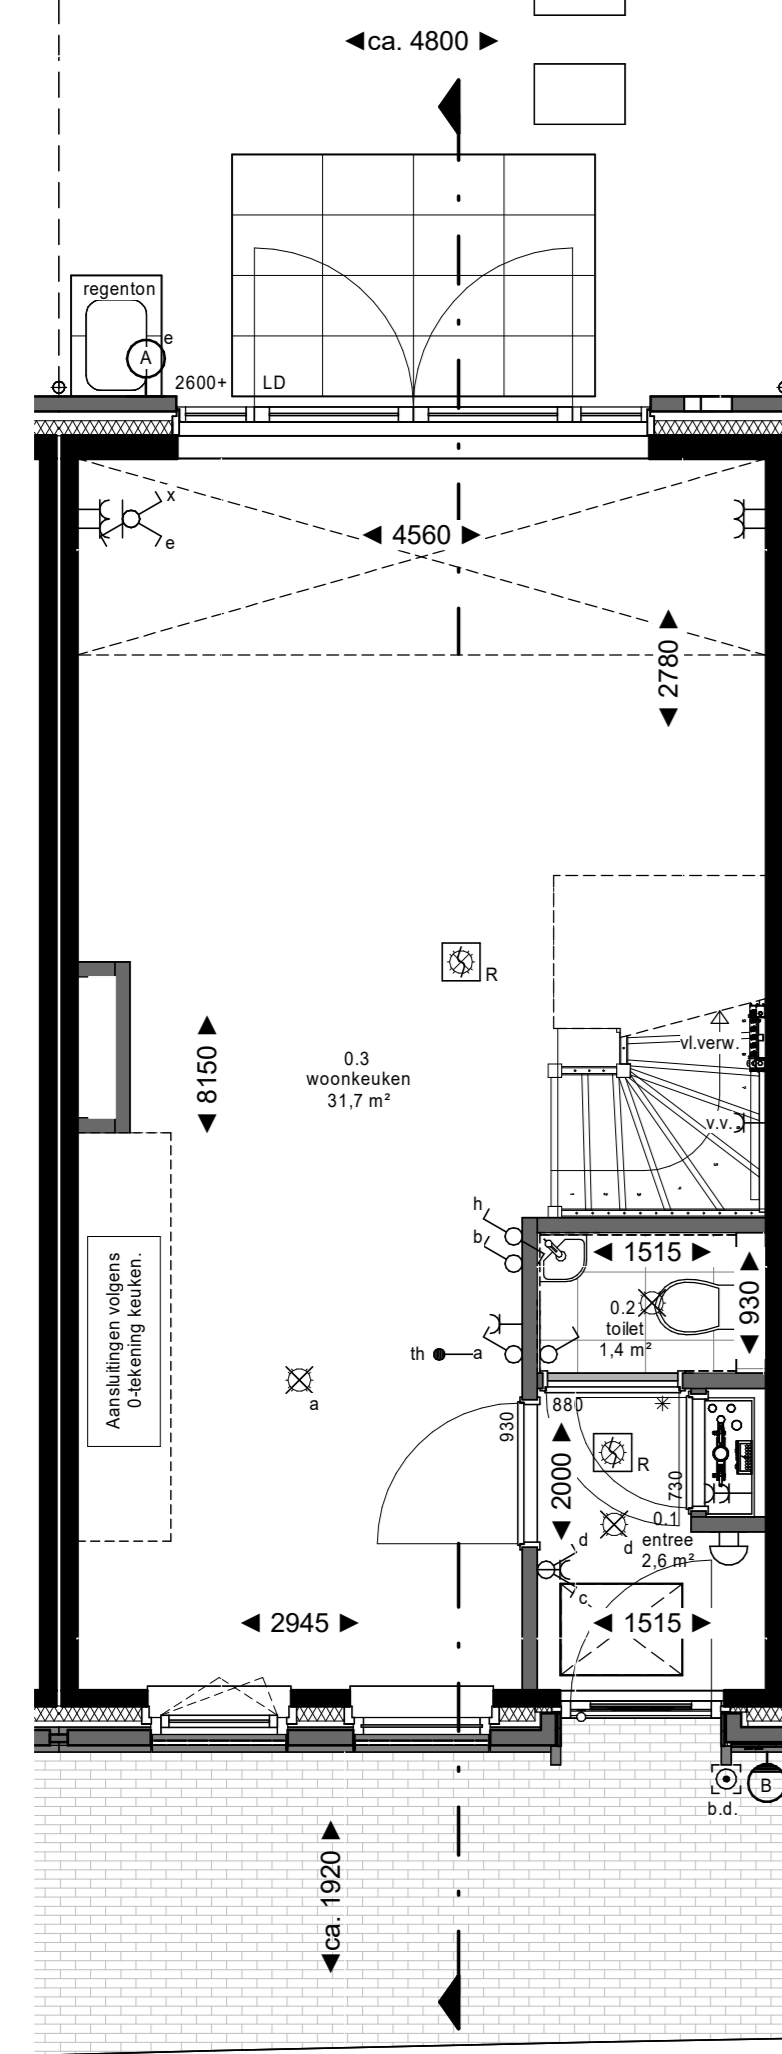 ca. 4800
regenton
e
A
2600+ LD
x
e
4560
2780
R
0.3
woonkeuken
31,7 m²
8150
vl.verw.
v.v.
h
b
1515
930
0.2
toilet
1,4 m²
Aansluitingen volgens
0-tekening keuken.
th
a
a
930
880
R
2000
730
0.1
entree
2,6 m²
d
d
c
2945
1515
B
b.d.
ca. 1920